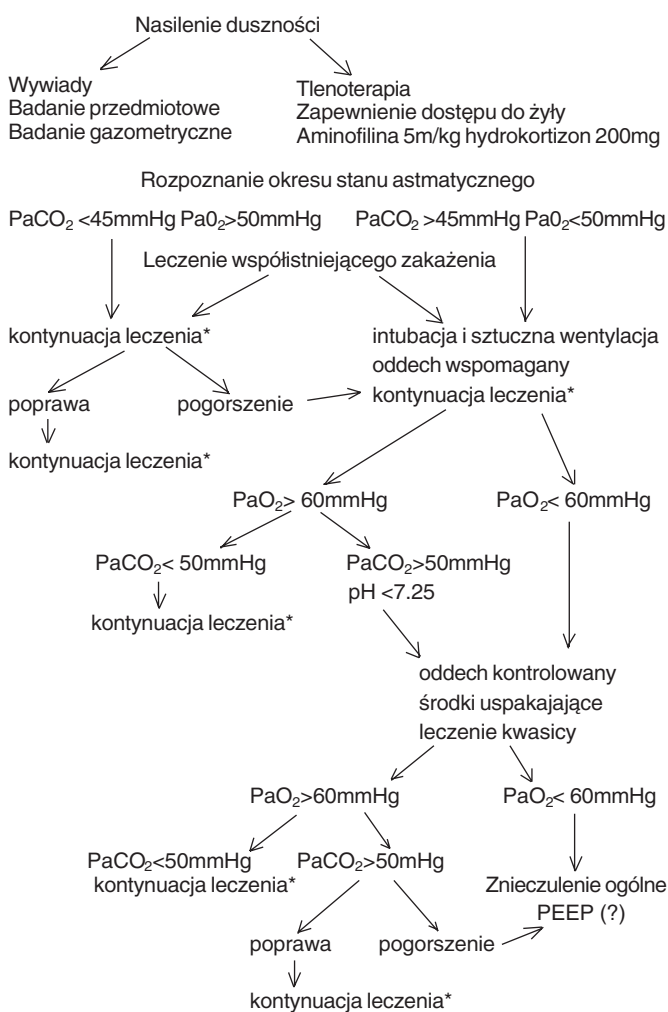 Nasilenie duszności
Wywiady
Badanie przedmiotowe
Badanie gazometryczne
Tlenoterapia
Zapewnienie dostępu do żyły
Aminofilina 5m/kg hydrokortizon 200mg
Rozpoznanie okresu stanu astmatycznego
PaCO₂ <45mmHg Pa0₂>50mmHg
PaCO₂ >45mmHg Pa0₂<50mmHg
Leczenie współistniejącego zakażenia
kontynuacja leczenia*
intubacja i sztuczna wentylacja
oddech wspomagany
kontynuacja leczenia*
poprawa
pogorszenie
kontynuacja leczenia*
PaO₂> 60mmHg
PaO₂< 60mmHg
PaCO₂< 50mmHg
PaCO₂>50mmHg
pH <7.25
kontynuacja leczenia*
oddech kontrolowany
środki uspakajające
leczenie kwasicy
PaO₂>60mmHg
PaO₂< 60mmHg
PaCO₂<50mmHg
kontynuacja leczenia*
PaCO₂>50mHg
Znieczulenie ogólne
PEEP (?)
poprawa
pogorszenie
kontynuacja leczenia*